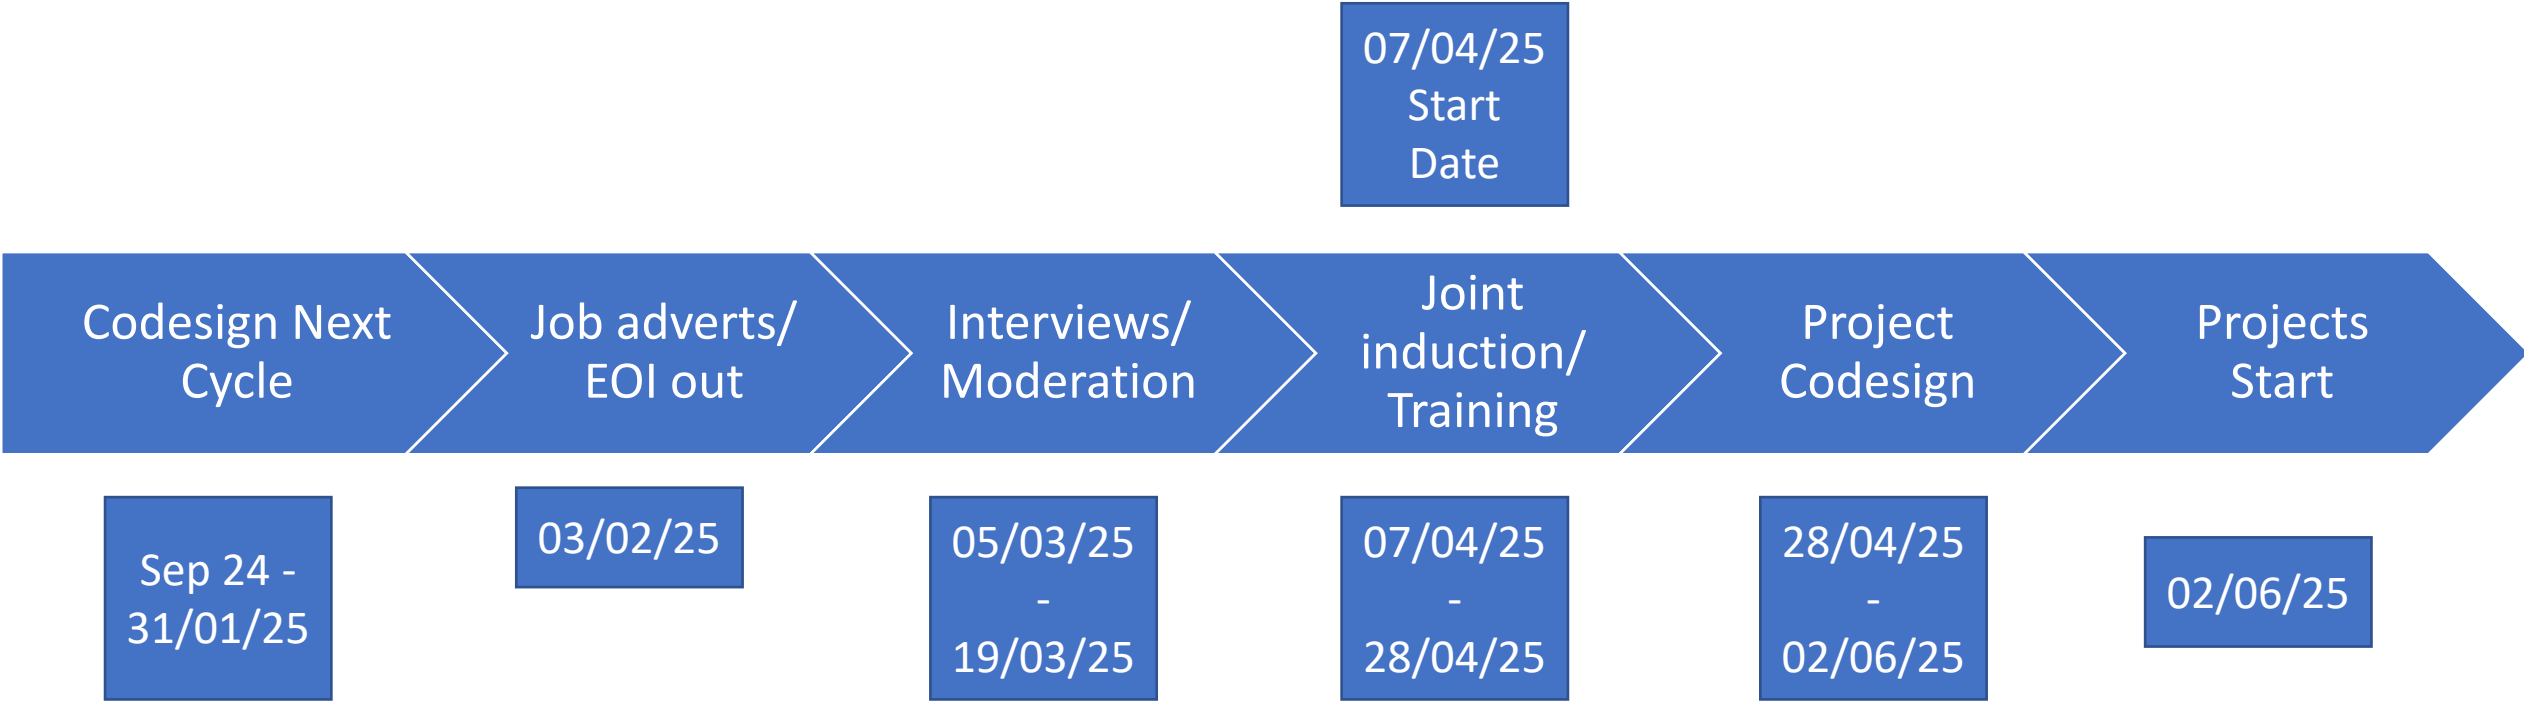 07/04/25
Start
Date
Codesign Next
Cycle
Job adverts/
EOI out
Interviews/
Moderation
Joint
induction/
Training
Project
Codesign
Projects
Start
Sep 24 -
31/01/25
03/02/25
05/03/25
-
19/03/25
07/04/25
-
28/04/25
28/04/25
-
02/06/25
02/06/25